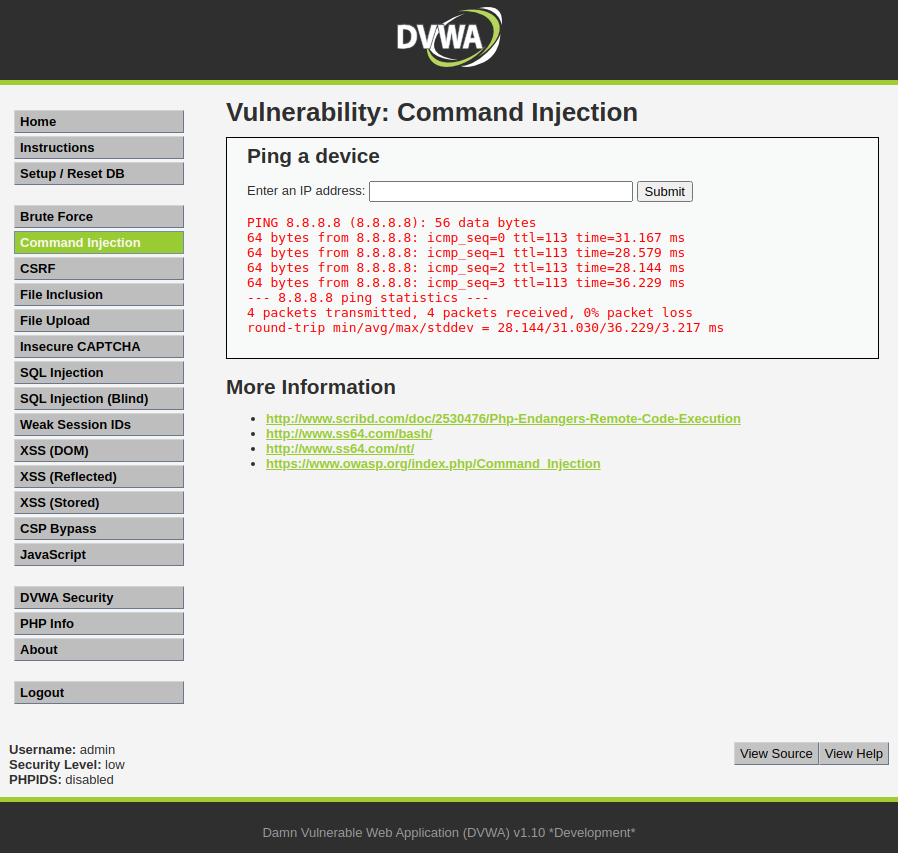 DVWA
Home
Instructions
Setup / Reset DB
Brute Force
Command Injection
CSRF
File Inclusion
File Upload
Insecure CAPTCHA
SQL Injection
SQL Injection (Blind)
Weak Session IDs
XSS (DOM)
XSS (Reflected)
XSS (Stored)
CSP Bypass
JavaScript
DVWA Security
PHP Info
About
Logout
Vulnerability: Command Injection
Ping a device
Enter an IP address: Submit
PING 8.8.8.8 (8.8.8.8): 56 data bytes
64 bytes from 8.8.8.8: icmp_seq=0 ttl=113 time=31.167 ms
64 bytes from 8.8.8.8: icmp_seq=1 ttl=113 time=28.579 ms
64 bytes from 8.8.8.8: icmp_seq=2 ttl=113 time=28.144 ms
64 bytes from 8.8.8.8: icmp_seq=3 ttl=113 time=36.229 ms
--- 8.8.8.8 ping statistics ---
4 packets transmitted, 4 packets received, 0% packet loss
round-trip min/avg/max/stddev = 28.144/31.030/36.229/3.217 ms
More Information
• http://www.scribd.com/doc/2530476/Php-Endangers-Remote-Code-Execution
• http://www.ss64.com/bash/
• http://www.ss64.com/nt/
• https://www.owasp.org/index.php/Command_Injection
Username: admin
Security Level: low
PHPIDS: disabled
View Source View Help
Damn Vulnerable Web Application (DVWA) v1.10 *Development*